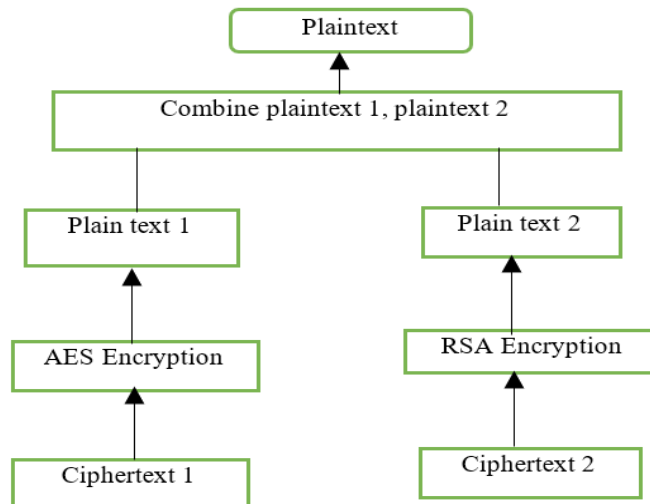 Plaintext
Combine plaintext 1, plaintext 2
Plain text 1
Plain text 2
AES Encryption
RSA Encryption
Ciphertext 1
Ciphertext 2